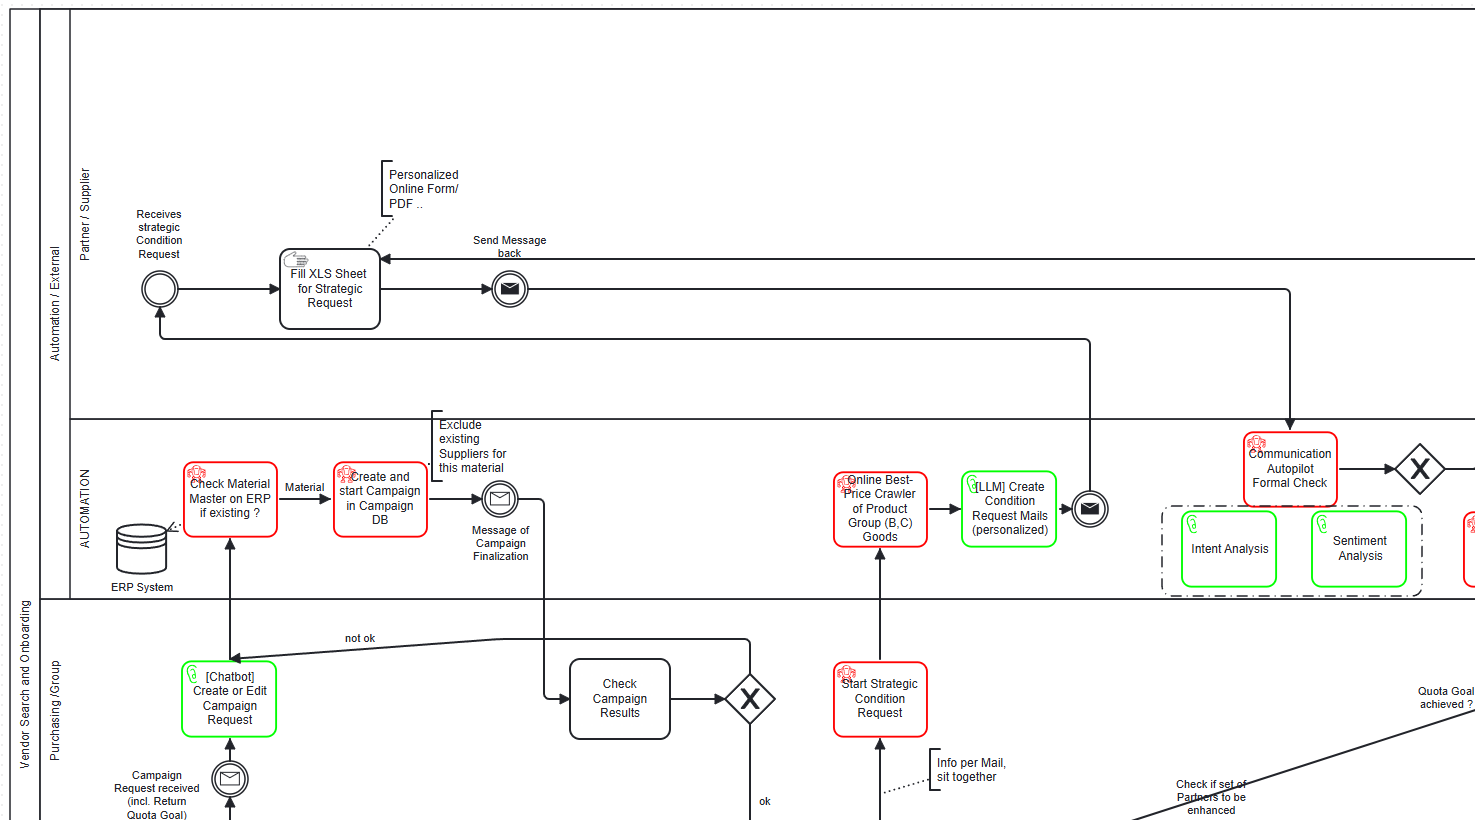 Vendor Search and Onboarding
Automation / External
Partner / Supplier
Personalized
Online Form/
PDF ..
Receives
strategic
Condition
Request
Send Message
back
Fill XLS Sheet
for Strategic
Request
AUTOMATION
Exclude
existing
Suppliers for
this material
Check Material
Master on ERP
if existing ?
Material
Create and
start Campaign
in Campaign
DB
Message of
Campaign
Finalization
ERP System
Online Best-
Price Crawler
of Product
Group (B,C)
Goods
[LLM] Create
Condition
Request Mails
(personalized)
Communication
Autopilot
Formal Check
Intent Analysis
Sentiment
Analysis
Purchasing /Group
not ok
[Chatbot]
Create or Edit
Campaign
Request
Check
Campaign
Results
Start Strategic
Condition
Request
Quota Goal
achieved ?
Info per Mail,
sit together
Campaign
Request received
(incl. Return
Quota Goal)
ok
Check if set of
Partners to be
enhanced